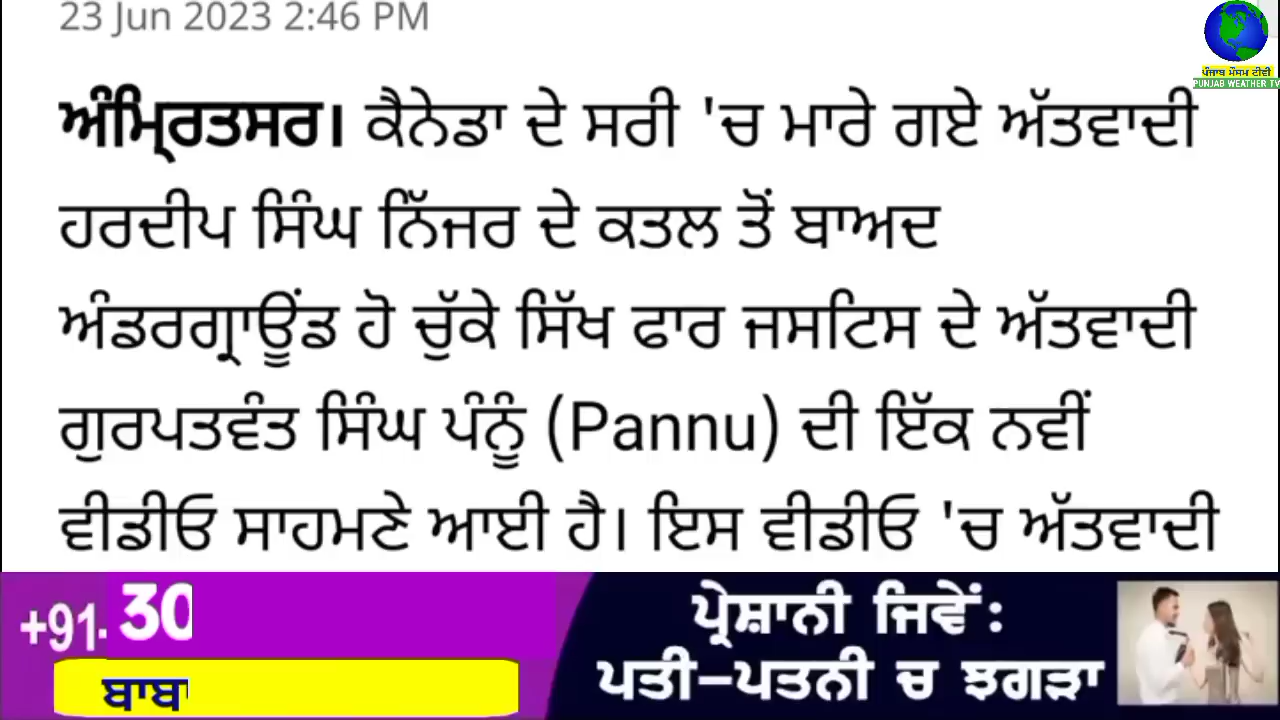 23 Jun 2023 2:46 PM
ਪੰਜਾਬ ਮੌਸਮ ਟੀਵੀ
PUNJAB WEATHER TV
ਅੰਮ੍ਰਿਤਸਰ। ਕੈਨੇਡਾ ਦੇ ਸਰੀ 'ਚ ਮਾਰੇ ਗਏ ਅੱਤਵਾਦੀ
ਹਰਦੀਪ ਸਿੰਘ ਨਿੱਜਰ ਦੇ ਕਤਲ ਤੋਂ ਬਾਅਦ
ਅੰਡਰਗ੍ਰਾਊਂਡ ਹੋ ਚੁੱਕੇ ਸਿੱਖ ਫਾਰ ਜਸਟਿਸ ਦੇ ਅੱਤਵਾਦੀ
ਗੁਰਪਤਵੰਤ ਸਿੰਘ ਪੰਨੂੰ (Pannu) ਦੀ ਇੱਕ ਨਵੀਂ
ਵੀਡੀਓ ਸਾਹਮਣੇ ਆਈ ਹੈ। ਇਸ ਵੀਡੀਓ 'ਚ ਅੱਤਵਾਦੀ
+91- 30
ਬਾਬਾ
ਪ੍ਰੇਸ਼ਾਨੀ ਜਿਵੇਂ:
ਪਤੀ-ਪਤਨੀ ਚ ਝਗੜਾ